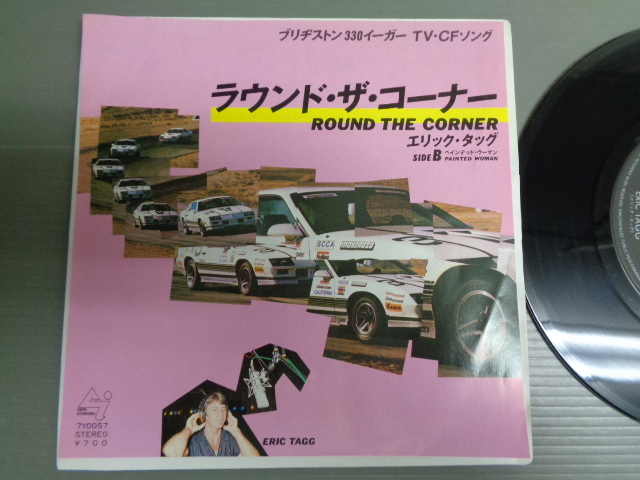 ブリヂストン330イーガー TV・CFソング
ラウンド・ザ・コーナー
ROUND THE CORNER
エリック・タッグ
SIDE B ペインテッド・ウーマン
PAINTED WOMAN
SCCA
CALIFORNIA
7Y0057
STEREO
¥700
ERIC TAGG
ERIC TAGG